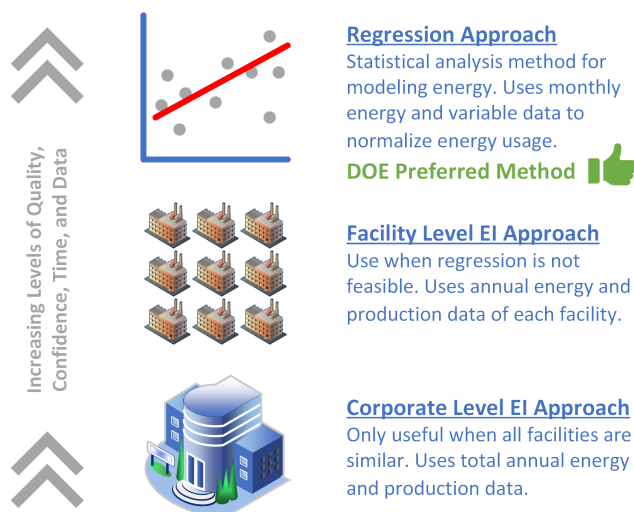 Regression Approach
Statistical analysis method for
modeling energy. Uses monthly
energy and variable data to
normalize energy usage.
DOE Preferred Method
Increasing Levels of Quality,
Confidence, Time, and Data
Facility Level EI Approach
Use when regression is not
feasible. Uses annual energy and
production data of each facility.
Corporate Level EI Approach
Only useful when all facilities are
similar. Uses total annual energy
and production data.